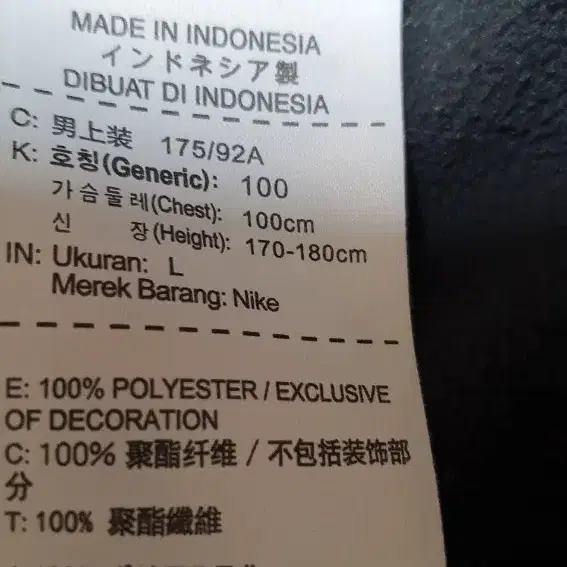 MADE IN INDONESIA
インドネシア製
DIBUAT DI INDONESIA
C: 男上装 175/92A
K: 호칭(Generic): 100
가슴둘레(Chest): 100cm
신 장(Height): 170-180cm
IN: Ukuran: L
Merek Barang: Nike
E: 100% POLYESTER / EXCLUSIVE
OF DECORATION
C: 100% 聚酯纤维 / 不包括装饰部
分
T: 100% 聚酯纖維